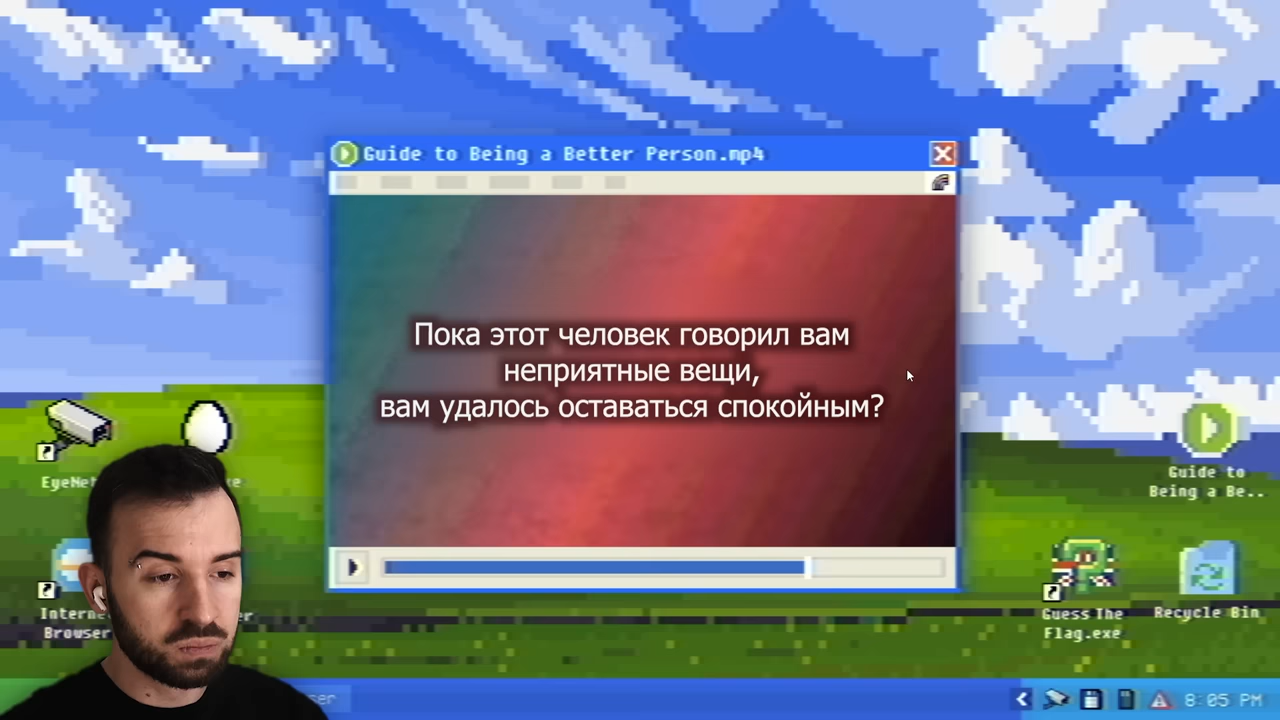 Guide to Being a Better Person.mp4
Пока этот человек говорил вам
неприятные вещи,
вам удалось оставаться спокойным?
Guide to
Being a Be..
Guess The
Flag.exe
Recycle Bin
Browser
8:05 PM